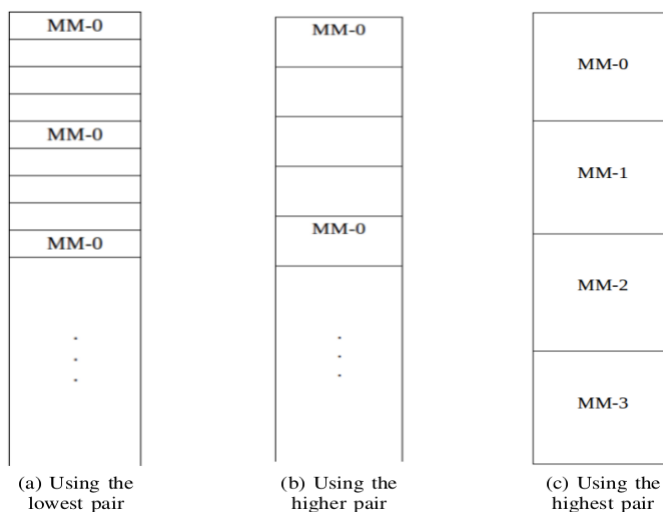 MM-0
MM-0
MM-0
(a) Using the
lowest pair
MM-0
MM-0
(b) Using the
higher pair
MM-0
MM-1
MM-2
MM-3
(c) Using the
highest pair